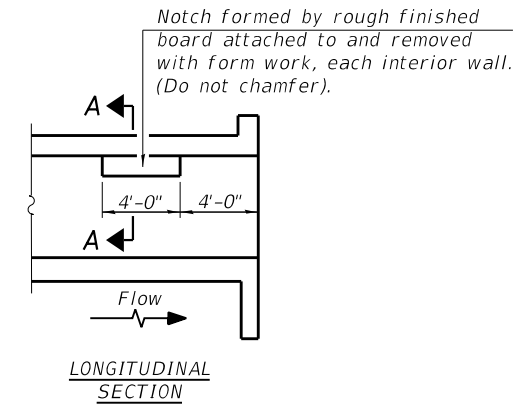 Notch formed by rough finished
board attached to and removed
with form work, each interior wall.
(Do not chamfer).
A
4'-0" 4'-0"
A
Flow
LONGITUDINAL
SECTION